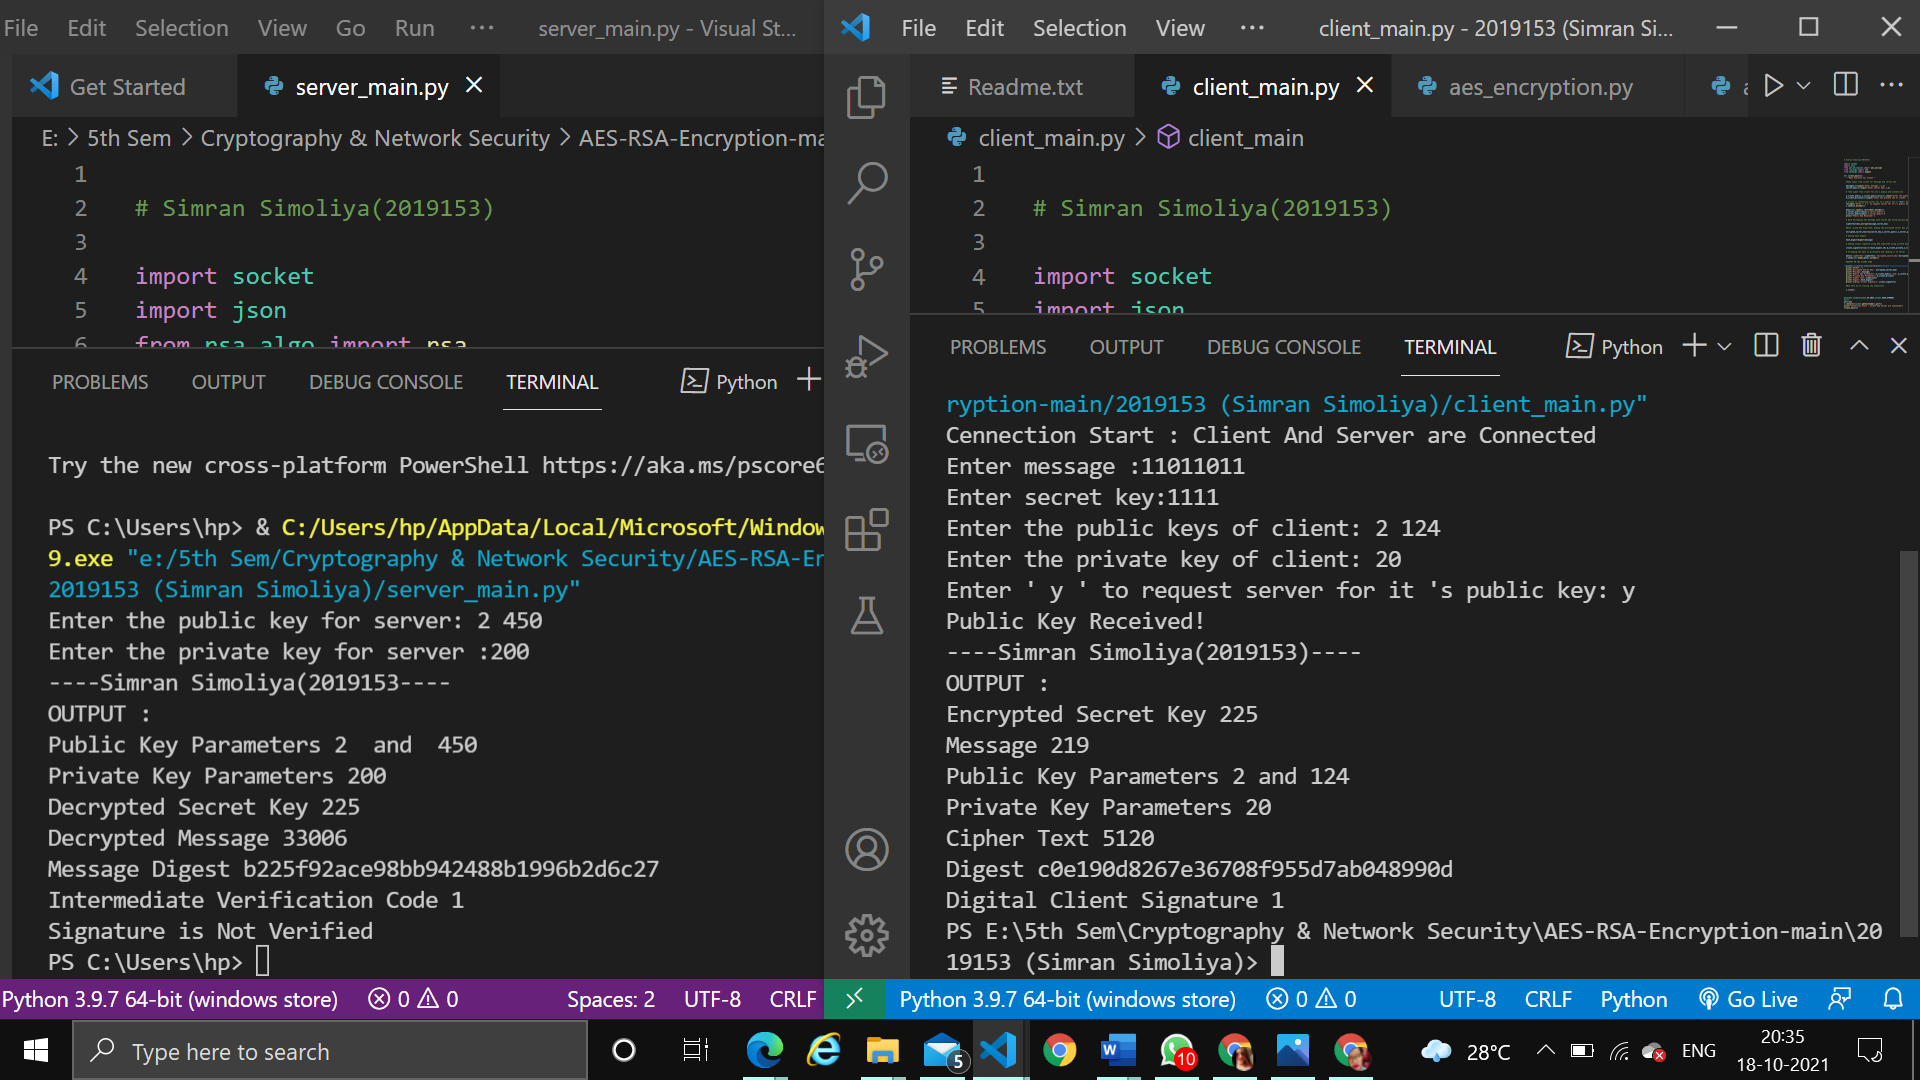 File Edit Selection View Go Run ··· server_main.py - Visual St...
Get Started server_main.py
E: > 5th Sem > Cryptography & Network Security > AES-RSA-Encryption-ma
1
2 # Simran Simoliya(2019153)
3
4 import socket
5 import json
6 from rsa_algo import rsa
PROBLEMS OUTPUT DEBUG CONSOLE TERMINAL Python
Try the new cross-platform PowerShell https://aka.ms/pscore6
PS C:\Users\hp> & C:/Users/hp/AppData/Local/Microsoft/Window
9.exe "e:/5th Sem/Cryptography & Network Security/AES-RSA-En
2019153 (Simran Simoliya)/server_main.py"
Enter the public key for server: 2 450
Enter the private key for server :200
----Simran Simoliya(2019153----
OUTPUT :
Public Key Parameters 2  and  450
Private Key Parameters 200
Decrypted Secret Key 225
Decrypted Message 33006
Message Digest b225f92ace98bb942488b1996b2d6c27
Intermediate Verification Code 1
Signature is Not Verified
PS C:\Users\hp>
Python 3.9.7 64-bit (windows store) 0 0 Spaces: 2 UTF-8 CRLF
File Edit Selection View ··· client_main.py - 2019153 (Simran Si...
Readme.txt client_main.py aes_encryption.py
client_main.py > client_main
1
2 # Simran Simoliya(2019153)
3
4 import socket
5 import json
PROBLEMS OUTPUT DEBUG CONSOLE TERMINAL Python
ryption-main/2019153 (Simran Simoliya)/client_main.py"
Cennection Start : Client And Server are Connected
Enter message :11011011
Enter secret key:1111
Enter the public keys of client: 2 124
Enter the private key of client: 20
Enter ' y ' to request server for it 's public key: y
Public Key Received!
----Simran Simoliya(2019153)----
OUTPUT :
Encrypted Secret Key 225
Message 219
Public Key Parameters 2 and 124
Private Key Parameters 20
Cipher Text 5120
Digest c0e190d8267e36708f955d7ab048990d
Digital Client Signature 1
PS E:\5th Sem\Cryptography & Network Security\AES-RSA-Encryption-main\20
19153 (Simran Simoliya)>
Python 3.9.7 64-bit (windows store) 0 0 UTF-8 CRLF Python Go Live
Type here to search 5 10 28°C ENG 20:35
18-10-2021